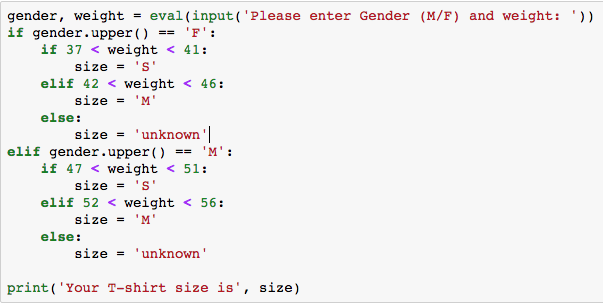 gender, weight = eval(input('Please enter Gender (M/F) and weight: '))
if gender.upper() == 'F':
    if 37 < weight < 41:
        size = 'S'
    elif 42 < weight < 46:
        size = 'M'
    else:
        size = 'unknown'
elif gender.upper() == 'M':
    if 47 < weight < 51:
        size = 'S'
    elif 52 < weight < 56:
        size = 'M'
    else:
        size = 'unknown'

print('Your T-shirt size is', size)